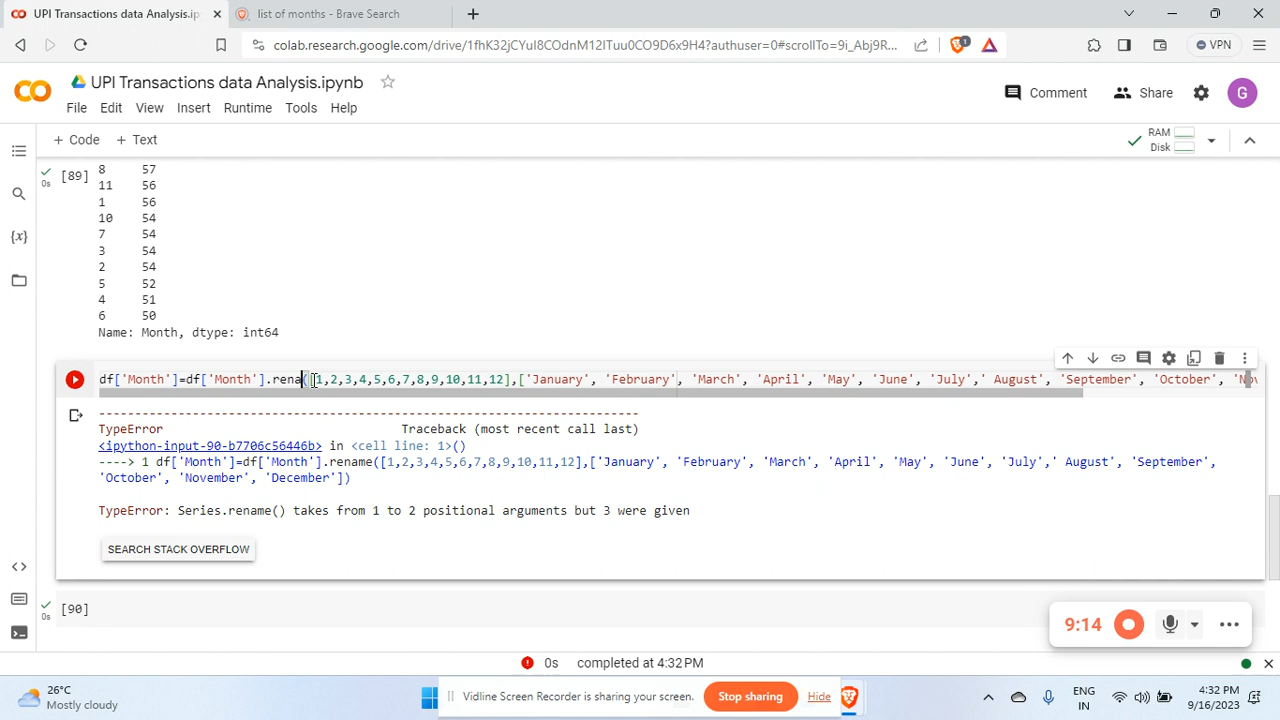 UPI Transactions data Analysis.ipyn
list of months - Brave Search
colab.research.google.com/drive/1fhK32jCYuI8COdnM12ITuu0CO9D6x9H4?authuser=0#scrollTo=9i_Abj9R...
1
VPN
UPI Transactions data Analysis.ipynb
Comment
Share
G
File Edit View Insert Runtime Tools Help
+ Code + Text
RAM
Disk
[89]
0s
8 57
11 56
1 56
10 54
7 54
3 54
2 54
5 52
4 51
6 50
Name: Month, dtype: int64
df['Month']=df['Month'].rena([1,2,3,4,5,6,7,8,9,10,11,12],['January', 'February', 'March', 'April', 'May', 'June', 'July',' August', 'September', 'October', 'Nov
---------------------------------------------------------------------------
TypeError Traceback (most recent call last)
<ipython-input-90-b7706c56446b> in <cell line: 1>()
----> 1 df['Month']=df['Month'].rename([1,2,3,4,5,6,7,8,9,10,11,12],['January', 'February', 'March', 'April', 'May', 'June', 'July',' August', 'September',
'October', 'November', 'December'])
TypeError: Series.rename() takes from 1 to 2 positional arguments but 3 were given
SEARCH STACK OVERFLOW
[90]
0s
9:14
0s completed at 4:32 PM
26°C
Mostly cloudy
Vidline Screen Recorder is sharing your screen. Stop sharing Hide
ENG
IN
4:32 PM
9/16/2023